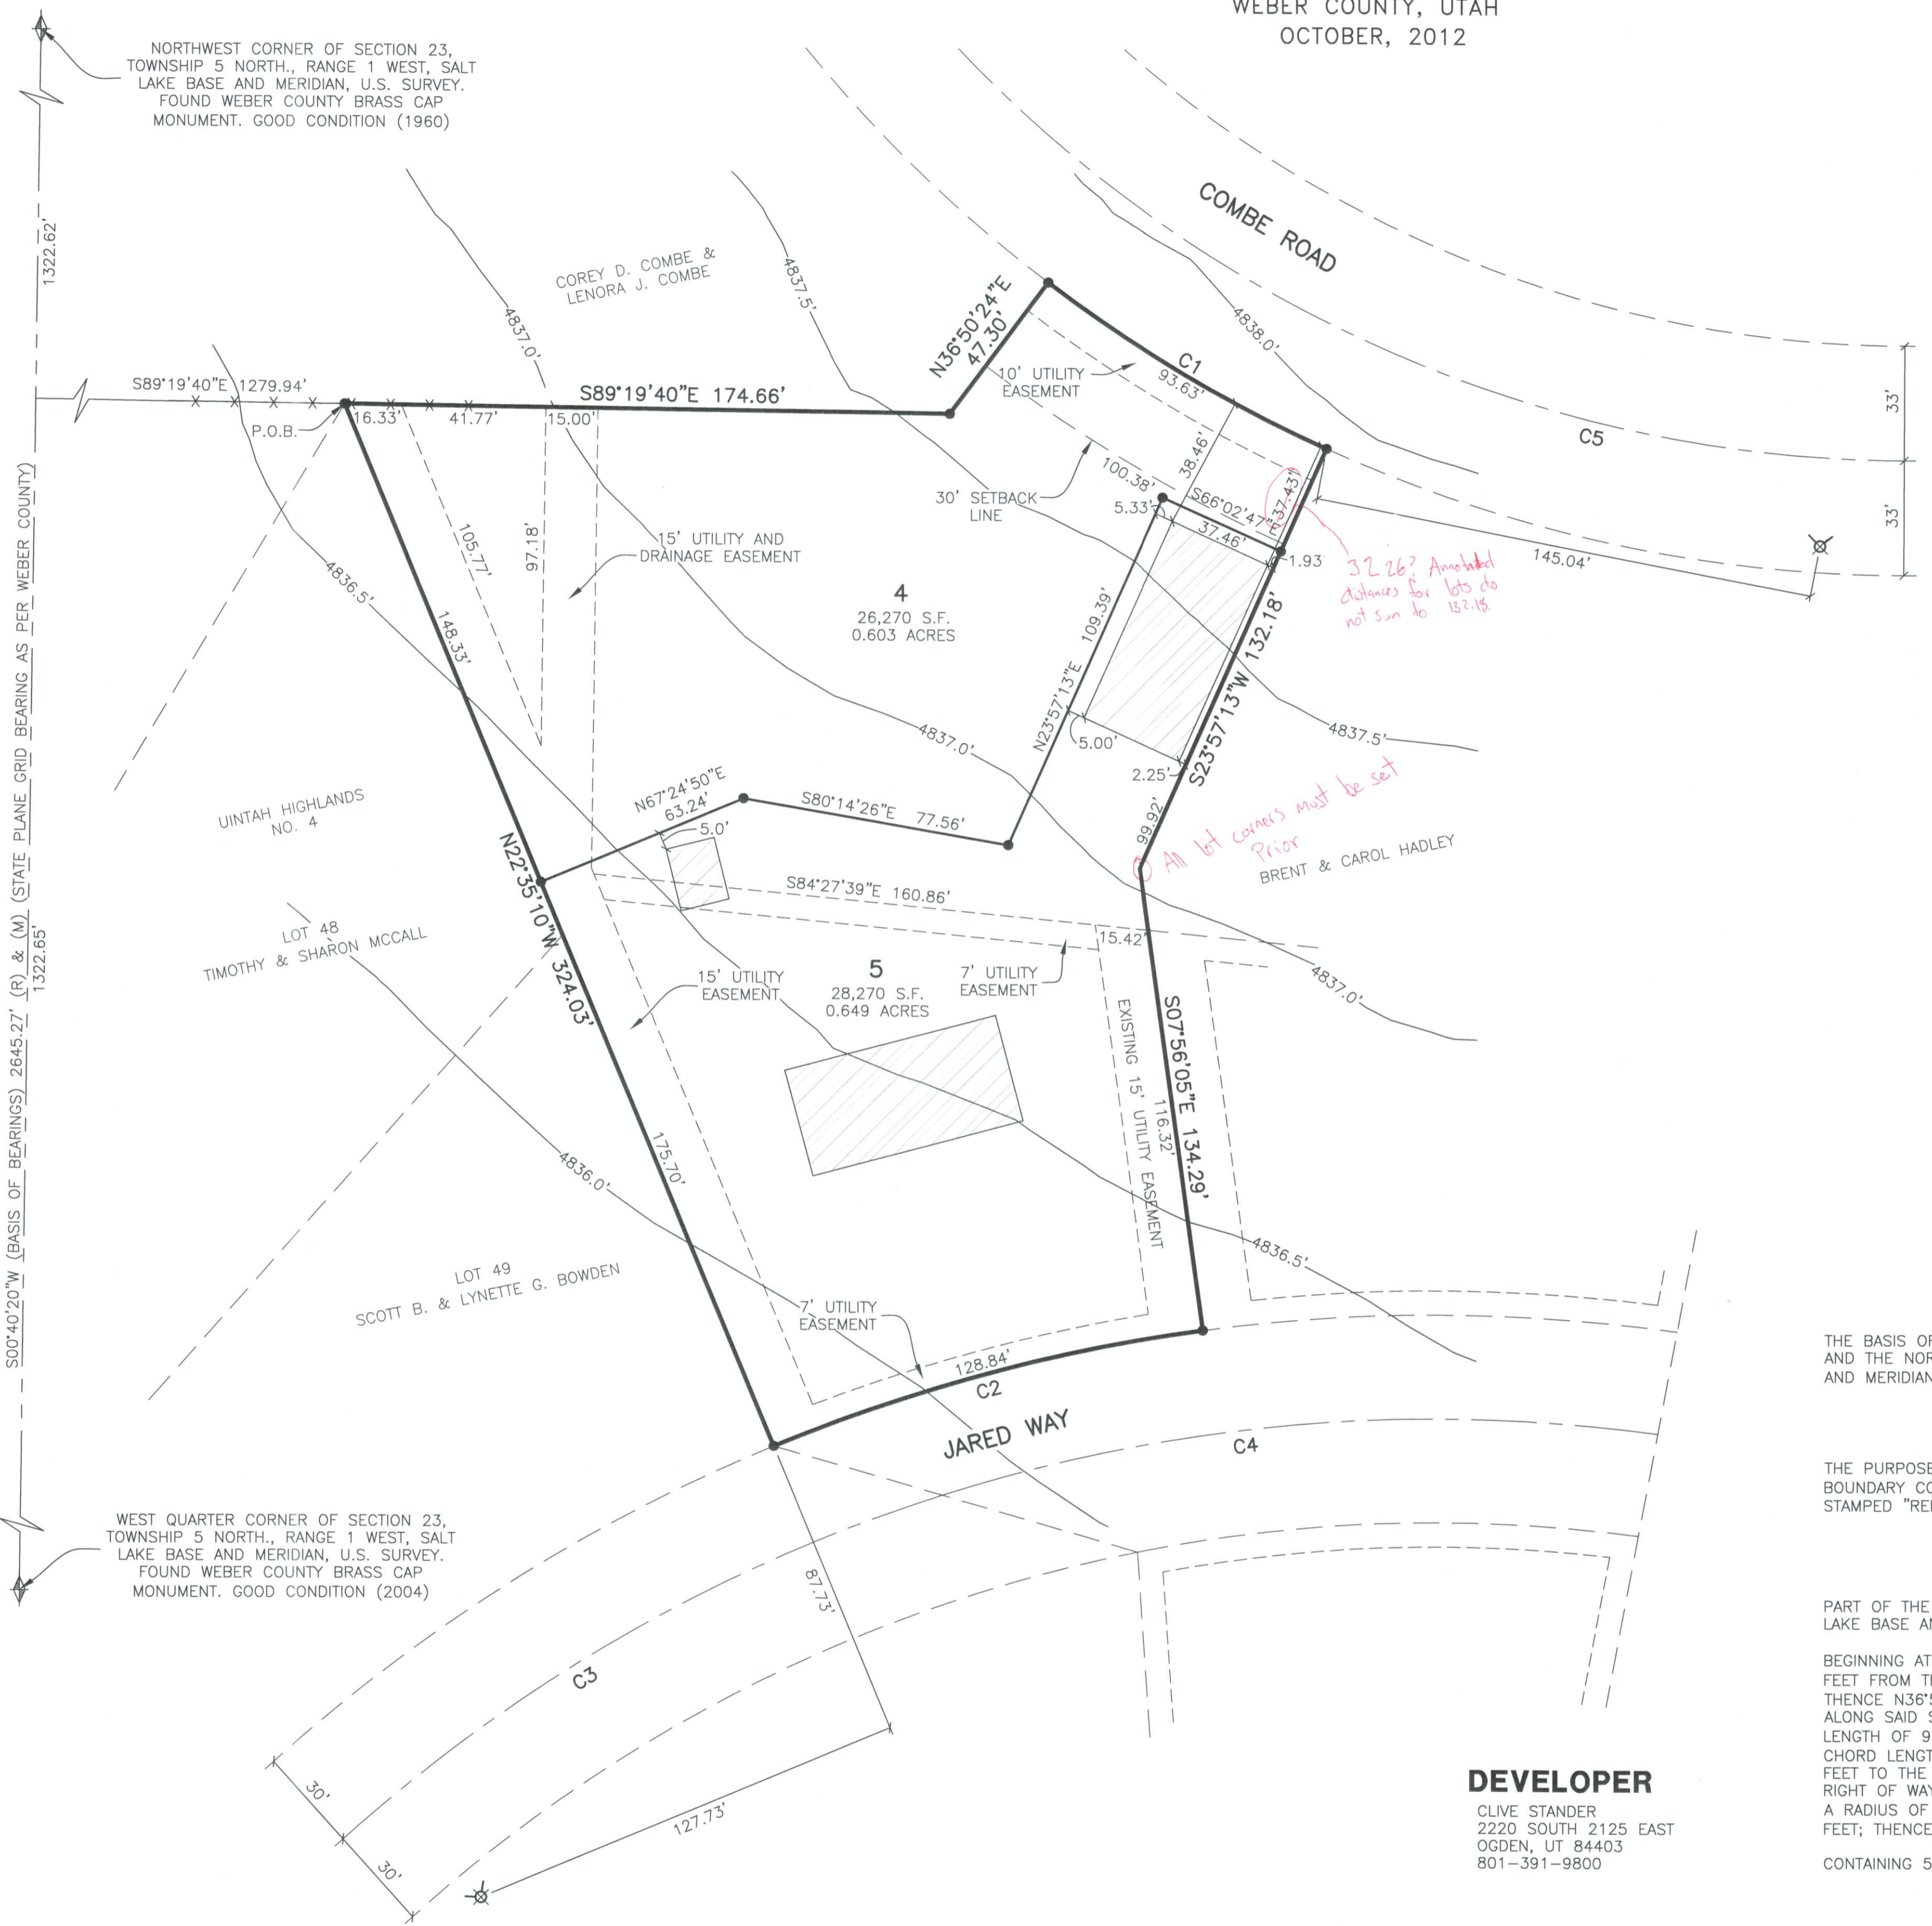 WEBER COUNTY, UTAH
OCTOBER, 2012
NORTHWEST CORNER OF SECTION 23,
TOWNSHIP 5 NORTH., RANGE 1 WEST, SALT
LAKE BASE AND MERIDIAN, U.S. SURVEY.
FOUND WEBER COUNTY BRASS CAP
MONUMENT. GOOD CONDITION (1960)
1322.62'
S00°40'20"W (BASIS OF BEARINGS) 2645.27' (R) & (M) (STATE PLANE GRID BEARING AS PER WEBER COUNTY)
1322.65'
COMBE ROAD
COREY D. COMBE &
LENORA J. COMBE
4837.0'
4837.5'
4838.0'
N36°50'24"E
47.30'
C1
93.63'
10' UTILITY
EASEMENT
C5
33'
33'
S89°19'40"E 1279.94'
S89°19'40"E 174.66'
P.O.B.
16.33'
41.77'
15.00'
38.46'
100.38'
30' SETBACK
LINE
5.33'
S66°02'47"E
37.43'
37.46'
1.93
145.04'
32.26? Annotated
distances for lots do
not sum to 132.18.
105.77'
97.18'
15' UTILITY AND
DRAINAGE EASEMENT
4836.5'
148.33'
4
26,270 S.F.
0.603 ACRES
109.39'
N23°57'13"E
S23°57'13"W 132.18'
4837.0'
5.00'
2.25'
4837.5'
99.92'
All lot corners must be set
Prior
BRENT & CAROL HADLEY
UINTAH HIGHLANDS
NO. 4
N67°24'50"E
63.24'
5.0'
S80°14'26"E 77.56'
S84°27'39"E 160.86'
N22°35'10"W 324.03'
LOT 48
TIMOTHY & SHARON MCCALL
15.42'
15' UTILITY
EASEMENT
5
28,270 S.F.
0.649 ACRES
7' UTILITY
EASEMENT
4837.0'
EXISTING 15' UTILITY EASEMENT
S07°56'05"E 134.29'
116.32'
175.70'
4836.0'
4836.5'
LOT 49
SCOTT B. & LYNETTE G. BOWDEN
7' UTILITY
EASEMENT
128.84'
C2
JARED WAY
C4
C3
87.73'
127.73'
30'
30'
WEST QUARTER CORNER OF SECTION 23,
TOWNSHIP 5 NORTH., RANGE 1 WEST, SALT
LAKE BASE AND MERIDIAN, U.S. SURVEY.
FOUND WEBER COUNTY BRASS CAP
MONUMENT. GOOD CONDITION (2004)
DEVELOPER
CLIVE STANDER
2220 SOUTH 2125 EAST
OGDEN, UT 84403
801-391-9800
THE BASIS OF
AND THE NOR
AND MERIDIAN
THE PURPOSE
BOUNDARY CO
STAMPED "REE
PART OF THE
LAKE BASE AN
BEGINNING AT
FEET FROM TH
THENCE N36°5
ALONG SAID S
LENGTH OF 9
CHORD LENGT
FEET TO THE
RIGHT OF WAY
A RADIUS OF
FEET; THENCE
CONTAINING 5